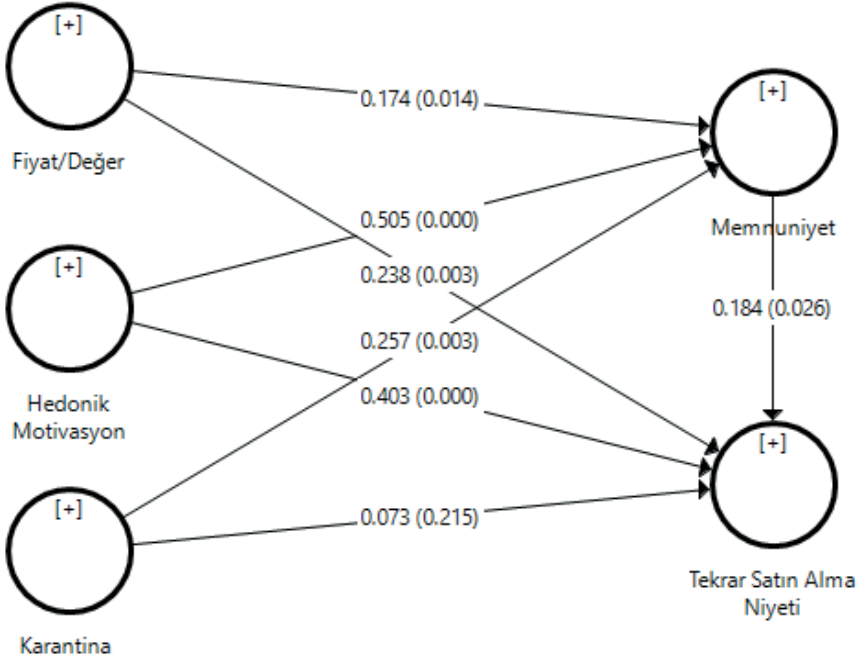 [+]
Fiyat/Değer
[+]
Hedonik
Motivasyon
[+]
Karantina
0.174 (0.014)
0.505 (0.000)
0.238 (0.003)
0.257 (0.003)
0.403 (0.000)
0.073 (0.215)
[+]
Memnuniyet
0.184 (0.026)
[+]
Tekrar Satın Alma
Niyeti